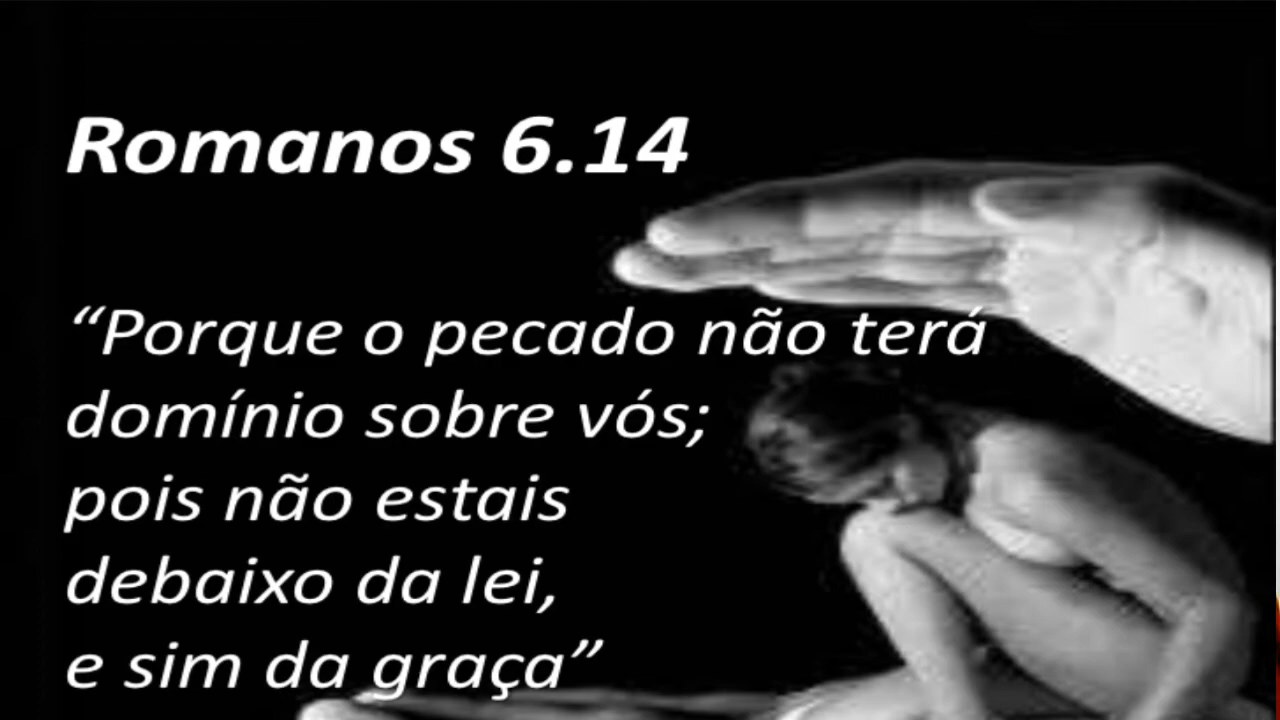 Romanos 6.14
“Porque o pecado não terá
domínio sobre vós;
pois não estais
debaixo da lei,
e sim da graça”